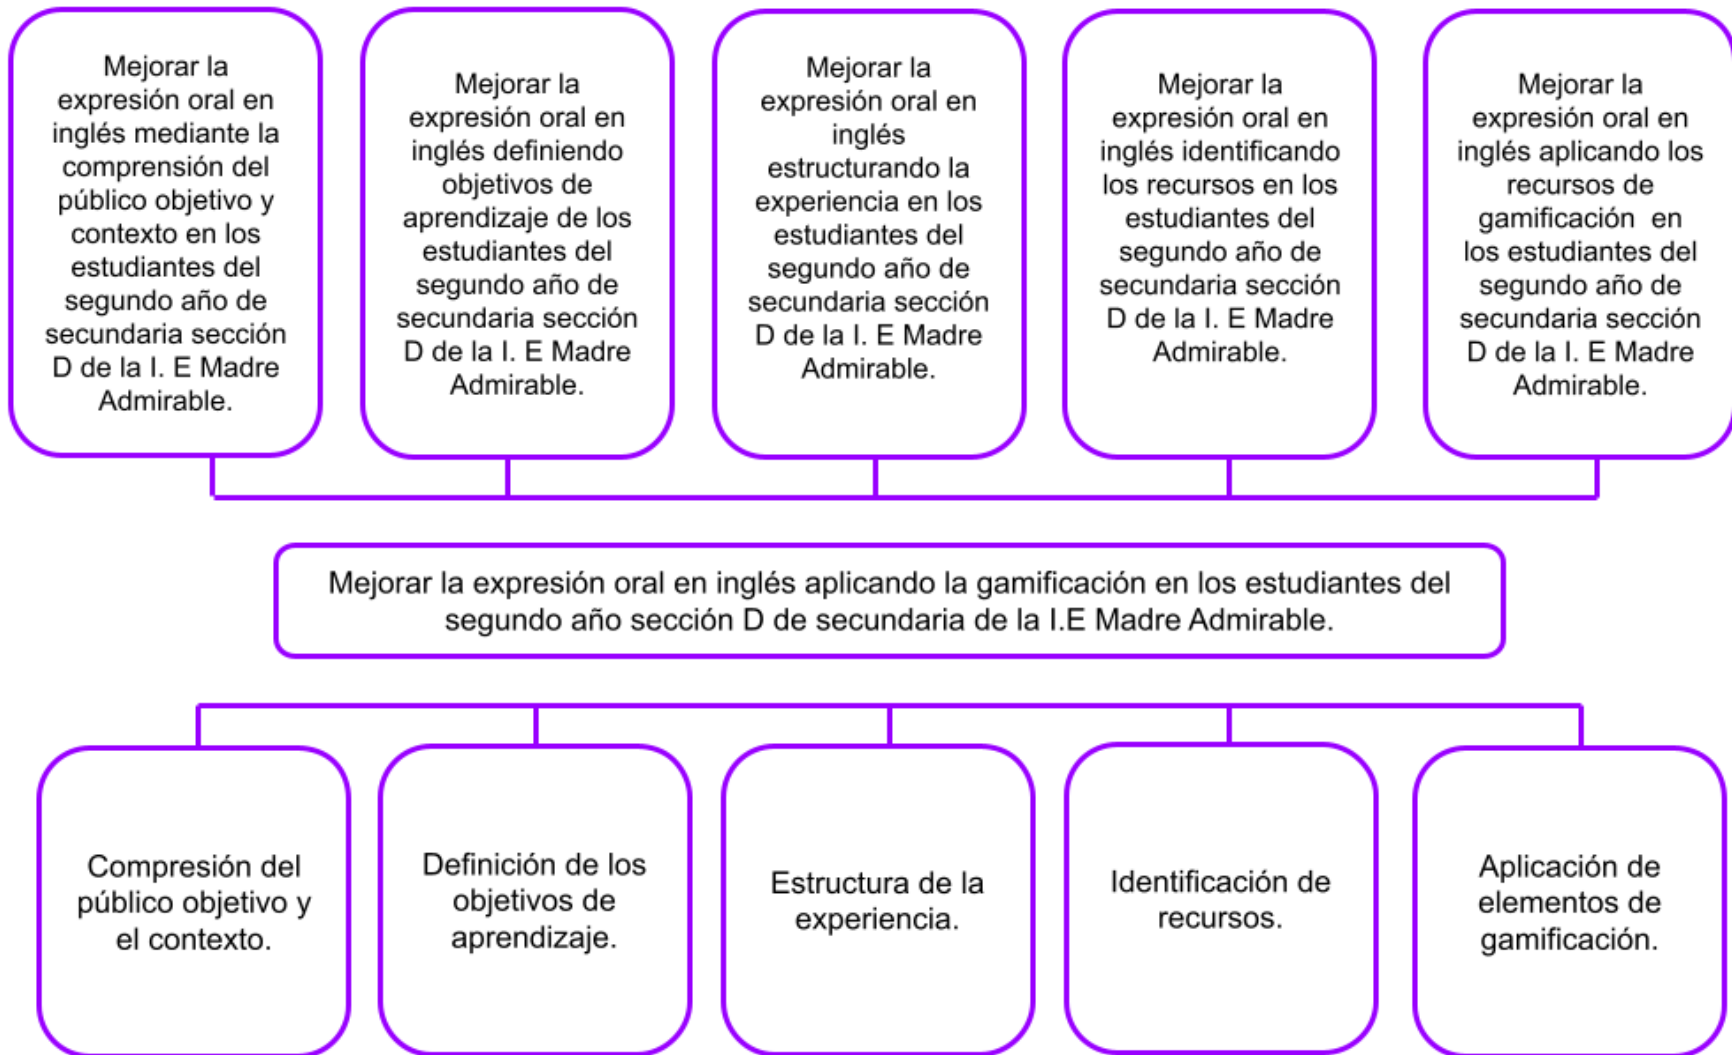 Mejorar la
expresión oral en
inglés mediante la
comprensión del
público objetivo y
contexto en los
estudiantes del
segundo año de
secundaria sección
D de la I. E Madre
Admirable.
Mejorar la
expresión oral en
inglés definiendo
objetivos de
aprendizaje de los
estudiantes del
segundo año de
secundaria sección
D de la I. E Madre
Admirable.
Mejorar la
expresión oral en
inglés
estructurando la
experiencia en los
estudiantes del
segundo año de
secundaria sección
D de la I. E Madre
Admirable.
Mejorar la
expresión oral en
inglés identificando
los recursos en los
estudiantes del
segundo año de
secundaria sección
D de la I. E Madre
Admirable.
Mejorar la
expresión oral en
inglés aplicando los
recursos de
gamificación en
los estudiantes del
segundo año de
secundaria sección
D de la I. E Madre
Admirable.
Mejorar la expresión oral en inglés aplicando la gamificación en los estudiantes del
segundo año sección D de secundaria de la I.E Madre Admirable.
Compresión del
público objetivo y
el contexto.
Definición de los
objetivos de
aprendizaje.
Estructura de la
experiencia.
Identificación de
recursos.
Aplicación de
elementos de
gamificación.